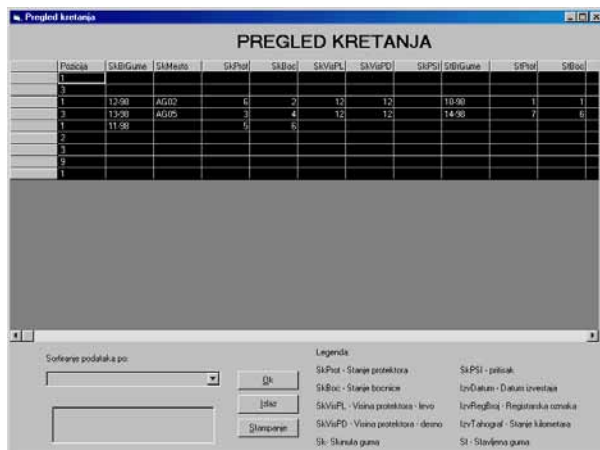 Pregled kretanja
PREGLED KRETANJA
Pozicija SkBrGume SkMesto SkProt SkBoc SkVisPL SkVisPD SkPSI StBrGume StProt StBoc
1
3
1 12-98 AG02 6 2 12 12 10-98 1 1
3 13-98 AG05 3 4 12 12 14-98 7 6
1 11-98 5 6
2
3
9
1
Sortiranje podataka po:
Ok
Izlaz
Stampanje
Legenda
SkProt - Stanje protektora SkPSI - pritisak
SkBoc - Stanje bocnice IzvDatum - Datum izvestaja
SkVisPL - Visina protektora - levo IzvRegBroj - Registarska oznaka
SkVisPD - Visina protektora - desno IzvTahograf - Stanje kilometara
Sk- Skinuta guma St - Stavljena guma